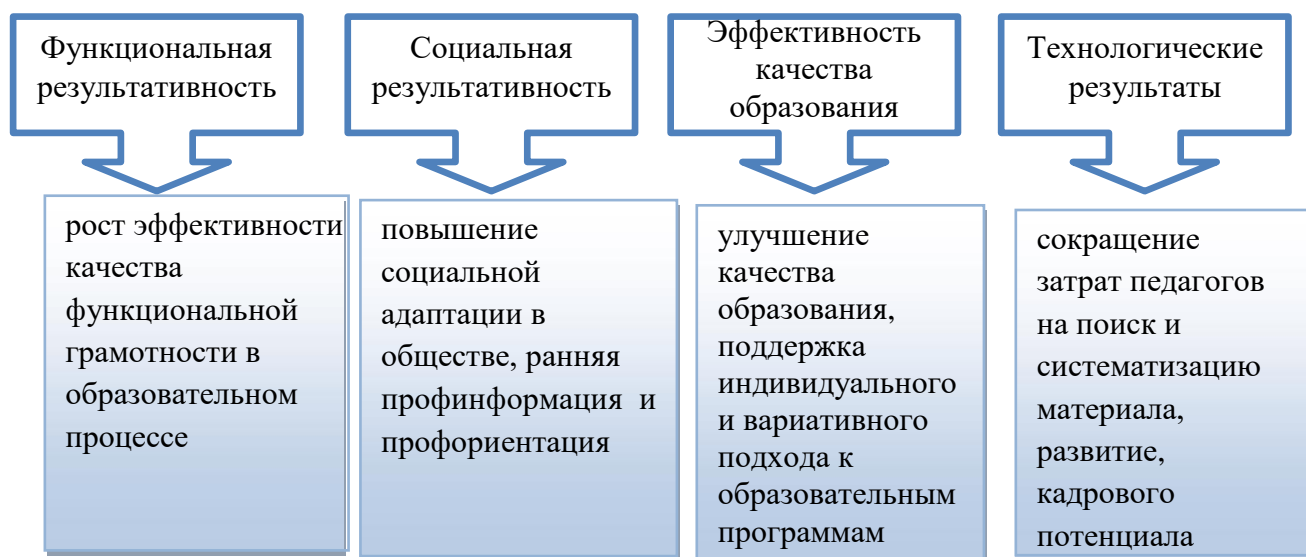 Функциональная
результативность
Социальная
результативность
Эффективность
качества
образования
Технологические
результаты
рост эффективности
качества
функциональной
грамотности в
образовательном
процессе
повышение
социальной
адаптации в
обществе, ранняя
профинформация и
профориентация
улучшение
качества
образования,
поддержка
индивидуального
и вариативного
подхода к
образовательным
программам
сокращение
затрат педагогов
на поиск и
систематизацию
материала,
развитие,
кадрового
потенциала